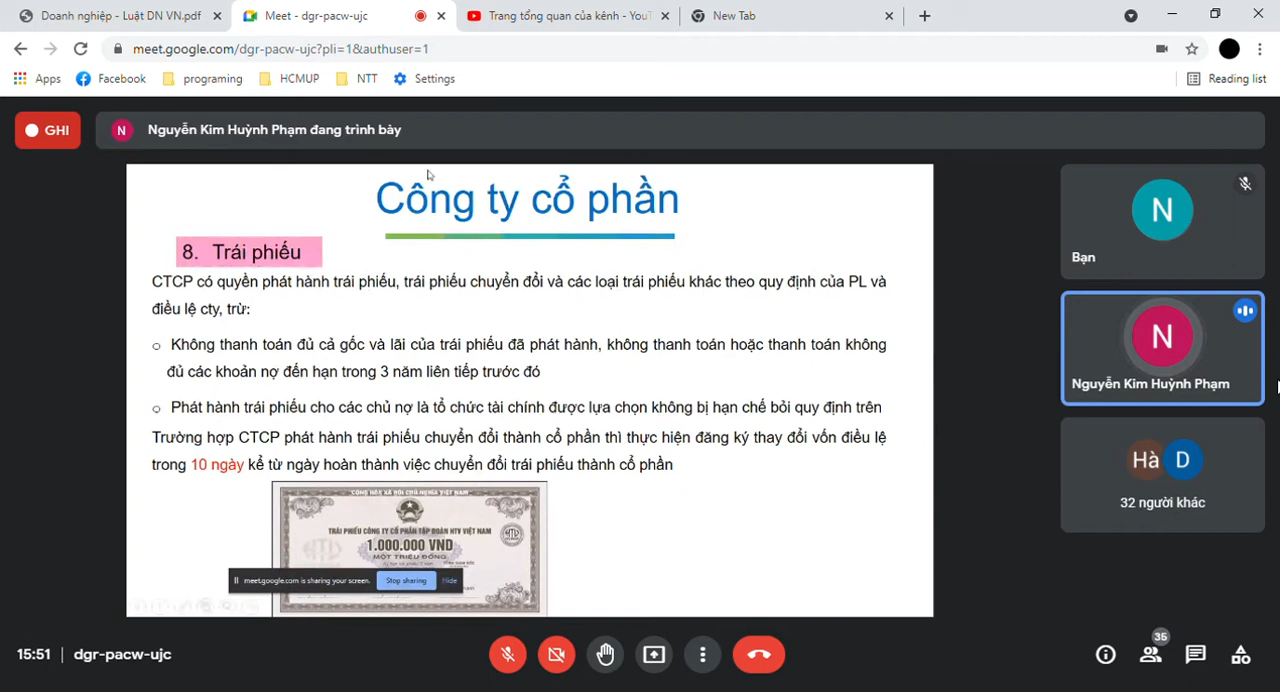 Doanh nghiệp - Luật DN VN.pdf
Meet - dgr-pacw-ujc
Trang tổng quan của kênh - YouT
New Tab
meet.google.com/dgr-pacw-ujc?pli=1&authuser=1
Apps Facebook programing HCMUP NTT Settings Reading list
GHI
N Nguyễn Kim Huỳnh Phạm đang trình bày
Công ty cổ phần
8. Trái phiếu
CTCP có quyền phát hành trái phiếu, trái phiếu chuyển đổi và các loại trái phiếu khác theo quy định của PL và
điều lệ cty, trừ:
Không thanh toán đủ cả gốc và lãi của trái phiếu đã phát hành, không thanh toán hoặc thanh toán không
đủ các khoản nợ đến hạn trong 3 năm liên tiếp trước đó
Phát hành trái phiếu cho các chủ nợ là tổ chức tài chính được lựa chọn không bị hạn chế bởi quy định trên
Trường hợp CTCP phát hành trái phiếu chuyển đổi thành cổ phần thì thực hiện đăng ký thay đổi vốn điều lệ
trong 10 ngày kể từ ngày hoàn thành việc chuyển đổi trái phiếu thành cổ phần
CỘNG HÒA XÃ HỘI CHỦ NGHĨA VIỆT NAM
TRÁI PHIẾU CÔNG TY CỔ PHẦN TẬP ĐOÀN HTV VIỆT NAM
1.000.000 VND
MỘT TRIỆU ĐỒNG
meet.google.com is sharing your screen. Stop sharing Hide
N
Bạn
N
Nguyễn Kim Huỳnh Phạm
Hà D
32 người khác
15:51 | dgr-pacw-ujc
35